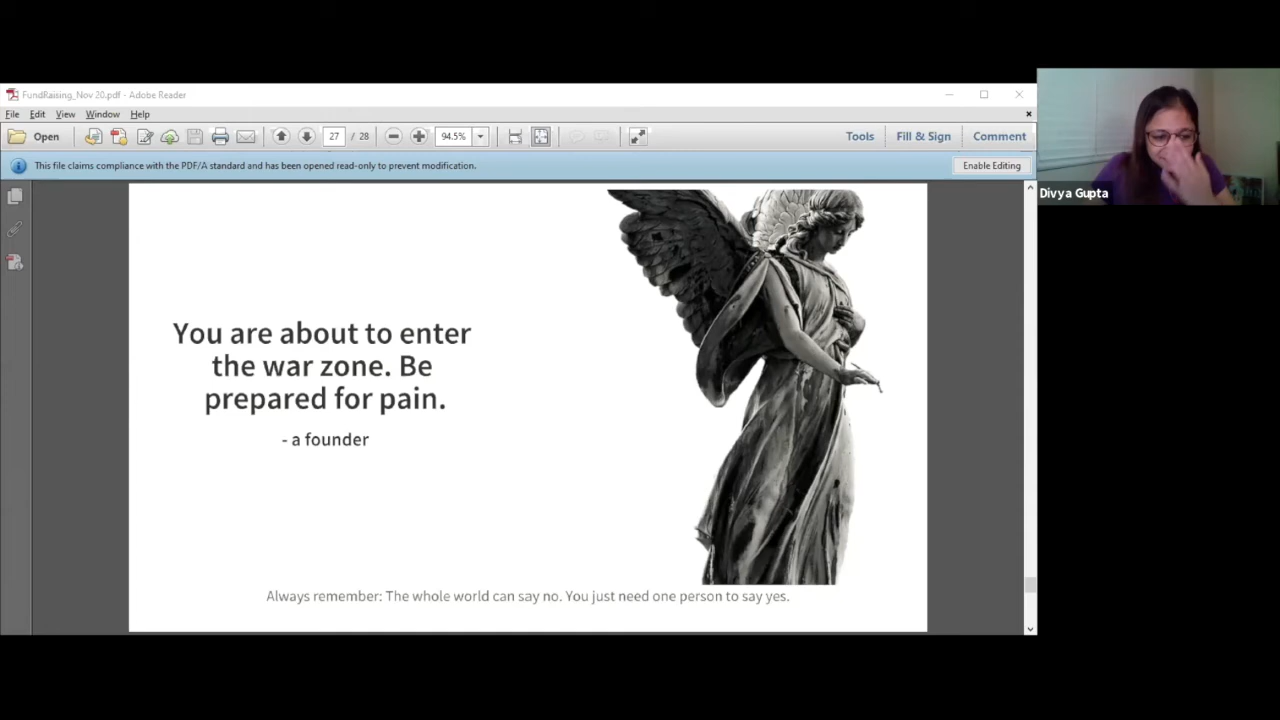 FundRaising_Nov 20.pdf - Adobe Reader
File Edit View Window Help
Open 27 / 28 94.5% Tools Fill & Sign Comment
This file claims compliance with the PDF/A standard and has been opened read-only to prevent modification. Enable Editing
Divya Gupta
You are about to enter
the war zone. Be
prepared for pain.
- a founder
Always remember: The whole world can say no. You just need one person to say yes.